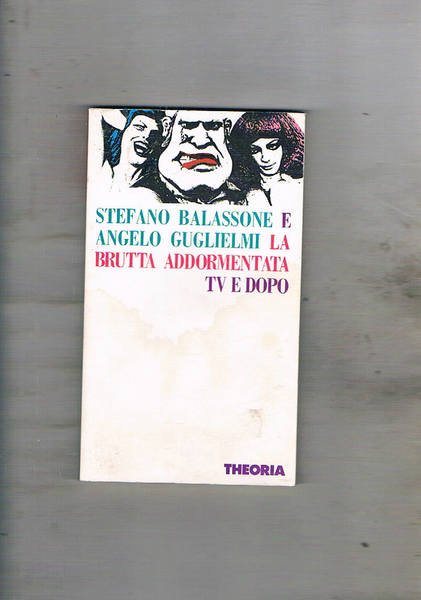 STEFANO BALASSONE E
ANGELO GUGLIELMI LA
BRUTTA ADDORMENTATA
TV E DOPO
THEORIA